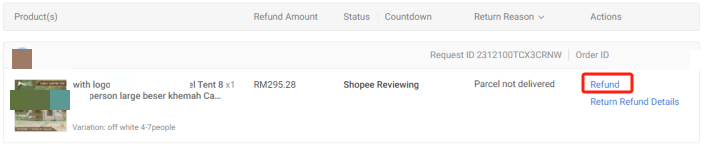 Product(s) Refund Amount Status Countdown Return Reason Actions
Request ID 2312100TCX3CRNW Order ID
with logo el Tent 8 x1 RM295.28 Shopee Reviewing Parcel not delivered Refund
person large beser khemah Ca... Return Refund Details
Variation: off white 4-7people